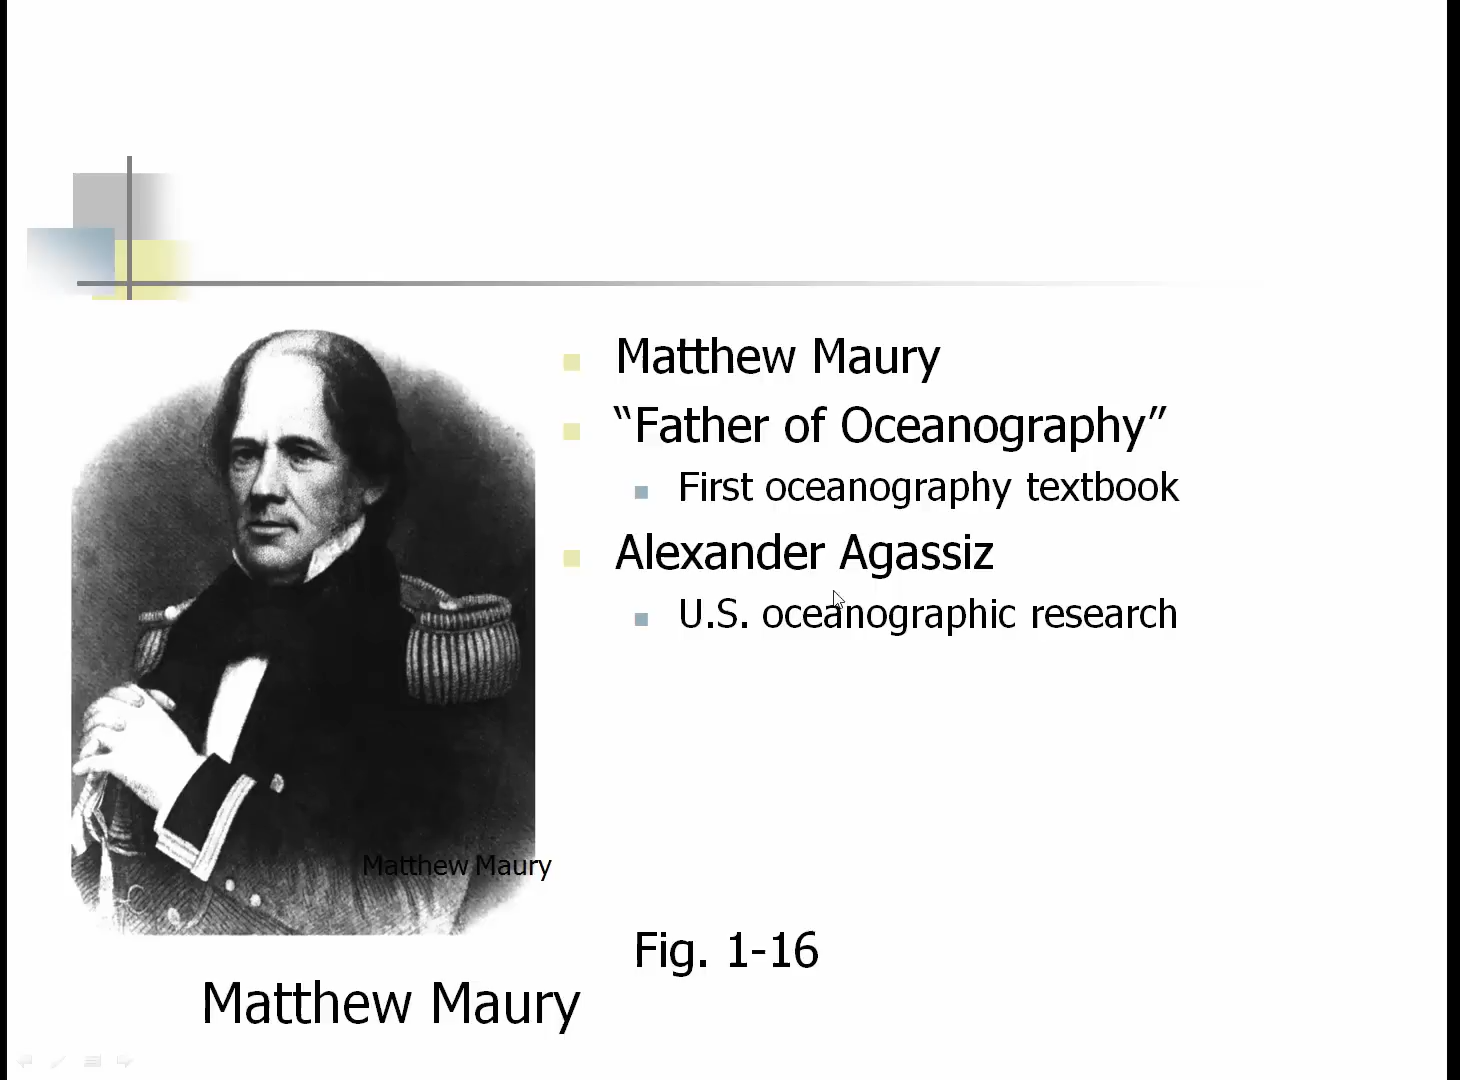 Matthew Maury
“Father of Oceanography”
First oceanography textbook
Alexander Agassiz
U.S. oceanographic research
Matthew Maury
Fig. 1-16
Matthew Maury